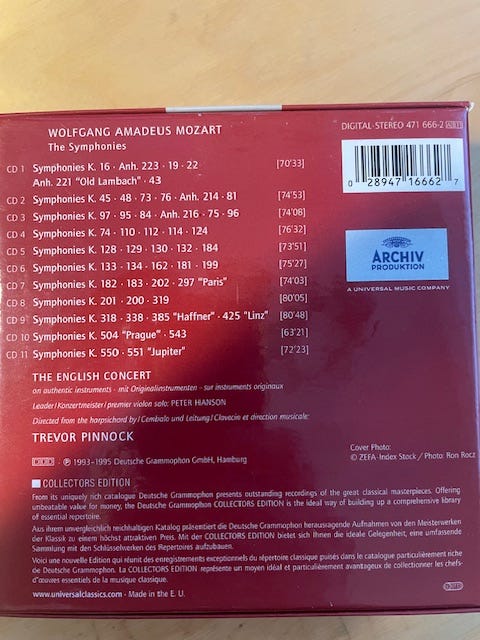 WOLFGANG AMADEUS MOZART
The Symphonies
DIGITAL·STEREO 471 666-2
0 28947 16662 7
CD 1 Symphonies K. 16 · Anh. 223 · 19 · 22 [70'33]
Anh. 221 "Old Lambach" · 43
CD 2 Symphonies K. 45 · 48 · 73 · 76 · Anh. 214 · 81 [74'53]
CD 3 Symphonies K. 97 · 95 · 84 · Anh. 216 · 75 · 96 [74'08]
CD 4 Symphonies K. 74 · 110 · 112 · 114 · 124 [76'32]
CD 5 Symphonies K. 128 · 129 · 130 · 132 · 184 [73'51]
CD 6 Symphonies K. 133 · 134 · 162 · 181 · 199 [75'27]
CD 7 Symphonies K. 182 · 183 · 202 · 297 "Paris" [74'03]
CD 8 Symphonies K. 201 · 200 · 319 [80'05]
CD 9 Symphonies K. 318 · 338 · 385 "Haffner" · 425 "Linz" [80'48]
CD 10 Symphonies K. 504 "Prague" · 543 [63'21]
CD 11 Symphonies K. 550 · 551 "Jupiter" [72'23]
ARCHIV
PRODUKTION
A UNIVERSAL MUSIC COMPANY
THE ENGLISH CONCERT
on authentic instruments · mit Originalinstrumenten · sur instruments originaux
Leader/Konzertmeister/premier violon solo: PETER HANSON
Directed from the harpsichord by/Cembalo und Leitung/Clavecin et direction musicale:
TREVOR PINNOCK
Cover Photo:
© ZEFA-Index Stock / Photo: Ron Rocz
DDD · ℗ 1993-1995 Deutsche Grammophon GmbH, Hamburg
COLLECTORS EDITION
From its uniquely rich catalogue Deutsche Grammophon presents outstanding recordings of the great classical masterpieces. Offering
unbeatable value for money, the Deutsche Grammophon COLLECTORS EDITION is the ideal way of building up a comprehensive library
of essential repertoire.
Aus ihrem unvergleichlich reichhaltigen Katalog präsentiert die Deutsche Grammophon herausragende Aufnahmen von den Meisterwerken
der Klassik zu einem höchst attraktiven Preis. Mit der COLLECTORS EDITION bietet sich Ihnen die ideale Gelegenheit, eine umfassende
Sammlung mit den Schlüsselwerken des Repertoires aufzubauen.
Voici une nouvelle Edition qui réunit des enregistrements exceptionnels du répertoire classique puisés dans le catalogue particulièrement riche
de Deutsche Grammophon. La COLLECTORS EDITION représente un moyen idéal et particulièrement avantageux de collectionner les chefs-
d'œuvre essentiels de la musique classique.
www.universalclassics.com · Made in the E. U.